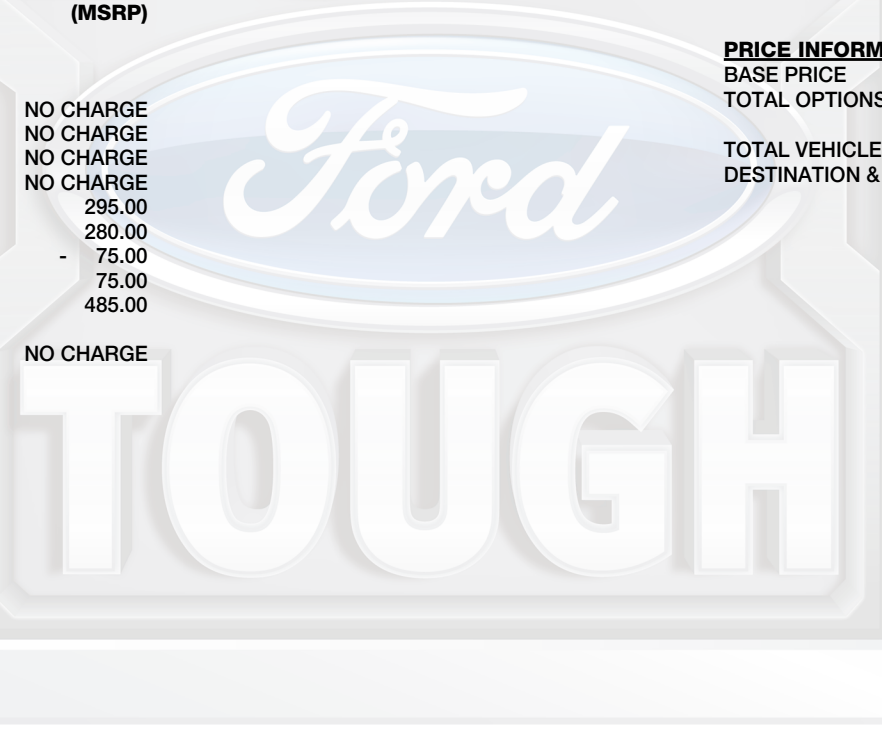 (MSRP)
NO CHARGE
NO CHARGE
NO CHARGE
NO CHARGE
295.00
280.00
- 75.00
75.00
485.00
NO CHARGE
PRICE INFORM
BASE PRICE
TOTAL OPTIONS
TOTAL VEHICLE
DESTINATION &
Ford
TOUGH